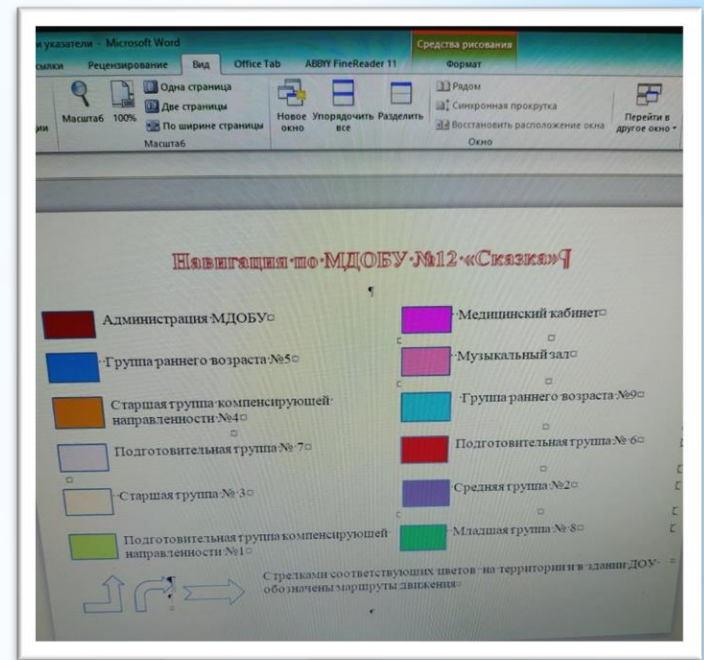 и указатели - Microsoft Word
Средства рисования
сылки Рецензирование Вид Office Tab ABBYY FineReader 11 Формат
Масштаб
100%
Одна страница
Две страницы
По ширине страницы
Масштаб
Новое окно
Упорядочить все
Разделить
Рядом
Синхронная прокрутка
Восстановить расположение окна
Окно
Перейти в другое окно
Навигация по МДОБУ №12 «Сказка»
Администрация МДОБУ
Группа раннего возраста №5
Старшая группа компенсирующей
направленности №4
Подготовительная группа № 7
Старшая группа № 3
Подготовительная группа компенсирующей
направленности №1
Медицинский кабинет
Музыкальный зал
Группа раннего возраста №9
Подготовительная группа № 6
Средняя группа №2
Младшая группа № 8
Стрелками соответствующих цветов на территории и в здании ДОУ
обозначены маршруты движения